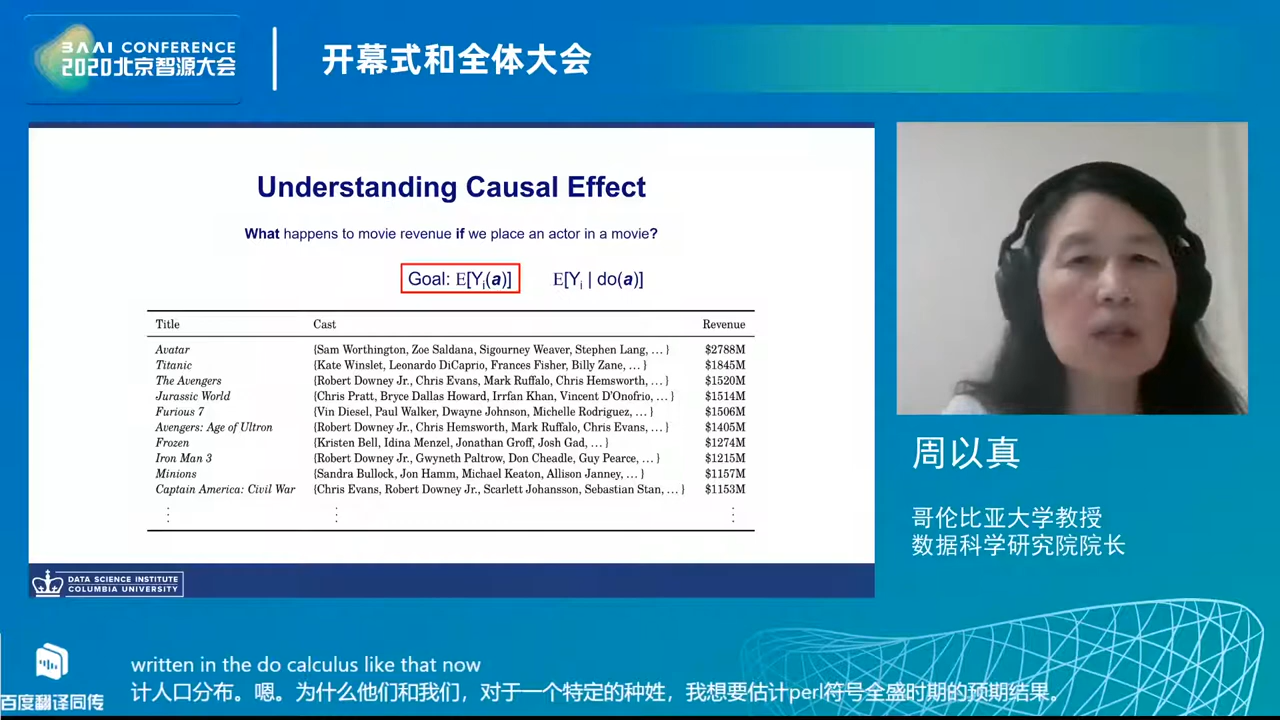 BAAI CONFERENCE
2020北京智源大会
开幕式和全体大会
Understanding Causal Effect
What happens to movie revenue if we place an actor in a movie?
Goal: E[Yi(a)] E[Yi | do(a)]
Title Cast Revenue
Avatar {Sam Worthington, Zoe Saldana, Sigourney Weaver, Stephen Lang, … } $2788M
Titanic {Kate Winslet, Leonardo DiCaprio, Frances Fisher, Billy Zane, … } $1845M
The Avengers {Robert Downey Jr., Chris Evans, Mark Ruffalo, Chris Hemsworth, … } $1520M
Jurassic World {Chris Pratt, Bryce Dallas Howard, Irrfan Khan, Vincent D'Onofrio, … } $1514M
Furious 7 {Vin Diesel, Paul Walker, Dwayne Johnson, Michelle Rodriguez, … } $1506M
Avengers: Age of Ultron {Robert Downey Jr., Chris Hemsworth, Mark Ruffalo, Chris Evans, … } $1405M
Frozen {Kristen Bell, Idina Menzel, Jonathan Groff, Josh Gad, … } $1274M
Iron Man 3 {Robert Downey Jr., Gwyneth Paltrow, Don Cheadle, Guy Pearce, … } $1215M
Minions {Sandra Bullock, Jon Hamm, Michael Keaton, Allison Janney, … } $1157M
Captain America: Civil War {Chris Evans, Robert Downey Jr., Scarlett Johansson, Sebastian Stan, … } $1153M
⋮ ⋮ ⋮
DATA SCIENCE INSTITUTE
COLUMBIA UNIVERSITY
周以真
哥伦比亚大学教授
数据科学研究院院长
百度翻译同传
written in the do calculus like that now
计人口分布。嗯。为什么他们和我们，对于一个特定的种姓，我想要估计perl符号全盛时期的预期结果。